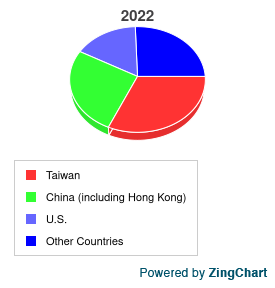 2022
Taiwan
China (including Hong Kong)
U.S.
Other Countries
Powered by ZingChart